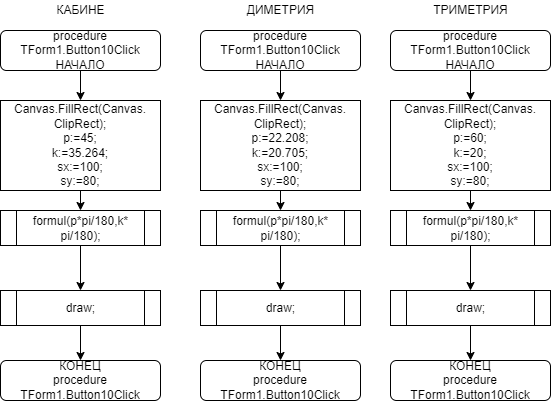 КАБИНЕ
procedure
TForm1.Button10Click
НАЧАЛО
Canvas.FillRect(Canvas.
ClipRect);
p:=45;
k:=35.264;
sx:=100;
sy:=80;
formul(p*pi/180,k*
pi/180);
draw;
КОНЕЦ
procedure
TForm1.Button10Click
ДИМЕТРИЯ
procedure
TForm1.Button10Click
НАЧАЛО
Canvas.FillRect(Canvas.
ClipRect);
p:=22.208;
k:=20.705;
sx:=100;
sy:=80;
formul(p*pi/180,k*
pi/180);
draw;
КОНЕЦ
procedure
TForm1.Button10Click
ТРИМЕТРИЯ
procedure
TForm1.Button10Click
НАЧАЛО
Canvas.FillRect(Canvas.
ClipRect);
p:=60;
k:=20;
sx:=100;
sy:=80;
formul(p*pi/180,k*
pi/180);
draw;
КОНЕЦ
procedure
TForm1.Button10Click